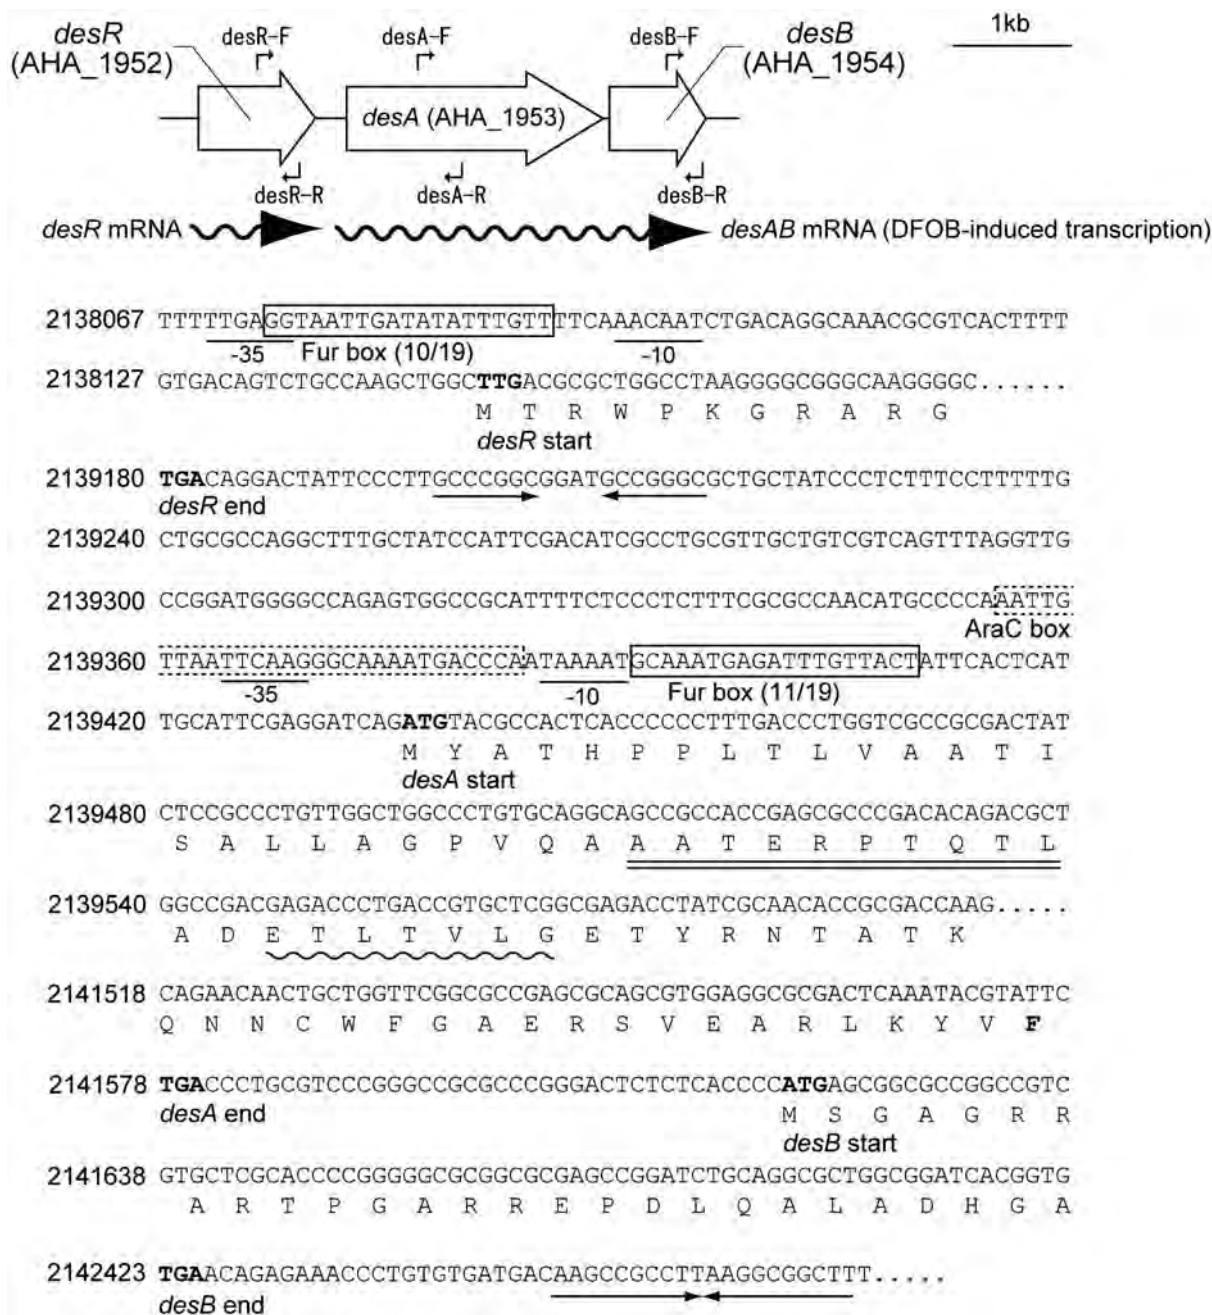 desR desR-F desA-F desB-F desB 1kb
(AHA_1952) (AHA_1954)
desA (AHA_1953)
desR-R desA-R desB-R
desR mRNA desAB mRNA (DFOB-induced transcription)
2138067 TTTTTGAGGTAATTGATATATTTGTTTTCAAACAATCTGACAGGCAAACGCGTCACTTTT
-35 Fur box (10/19) -10
2138127 GTGACAGTCTGCCAAGCTGGCTTGACGCGCTGGCCTAAGGGGCGGGCAAGGGGC......
M T R W P K G R A R G
desR start
2139180 TGACAGGACTATTCCCTTGCCCGGCGGATGCCGGGCGCTGCTATCCCTCTTTCCTTTTTG
desR end
2139240 CTGCGCCAGGCTTTGCTATCCATTCGACATCGCCTGCGTTGCTGTCGTCAGTTTAGGTTG
2139300 CCGGATGGGGCCAGAGTGGCCGCATTTTCTCCCTCTTTCGCGCCAACATGCCCCAAATTG
AraC box
2139360 TTAATTCAAGGGCAAAATGACCCAATAAAATGCAAATGAGATTTGTTACTATTCACTCAT
-35 -10 Fur box (11/19)
2139420 TGCATTCGAGGATCAGATGTACGCCACTCACCCCCCTTTGACCCTGGTCGCCGCGACTAT
M Y A T H P P L T L V A A T I
desA start
2139480 CTCCGCCCTGTTGGCTGGCCCTGTGCAGGCAGCCGCCACCGAGCGCCCGACACAGACGCT
S A L L A G P V Q A A A T E R P T Q T L
2139540 GGCCGACGAGACCCTGACCGTGCTCGGCGAGACCTATCGCAACACCGCGACCAAG.....
A D E T L T V L G E T Y R N T A T K
2141518 CAGAACAACTGCTGGTTCGGCGCCGAGCGCAGCGTGGAGGCGCGACTCAAATACGTATTC
Q N N C W F G A E R S V E A R L K Y V F
2141578 TGACCCTGCGTCCCGGGCCGCGCCCGGGACTCTCTCACCCCATGAGCGGCGCCGGCCGTC
desA end M S G A G R R
desB start
2141638 GTGCTCGCACCCCGGGGGCGCGGCGCGAGCCGGATCTGCAGGCGCTGGCGGATCACGGTG
A R T P G A R R E P D L Q A L A D H G A
2142423 TGAACAGAGAAACCCTGTGTGATGACAAGCCGCCTTAAGGCGGCTTT.....
desB end